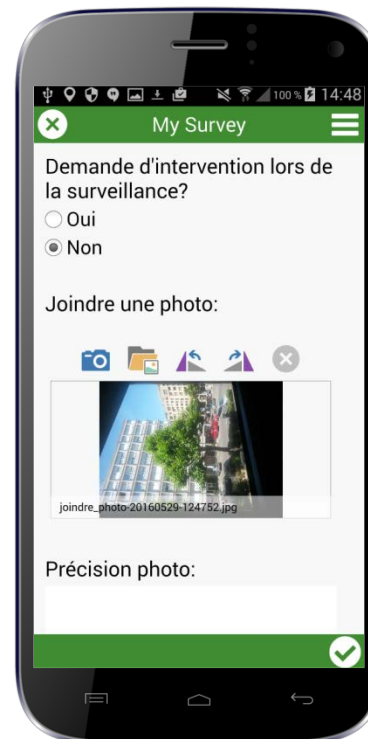 100 % 14:48
My Survey
Demande d'intervention lors de
la surveillance?
Oui
Non
Joindre une photo:
joindre_photo-20160529-124752.jpg
Précision photo: